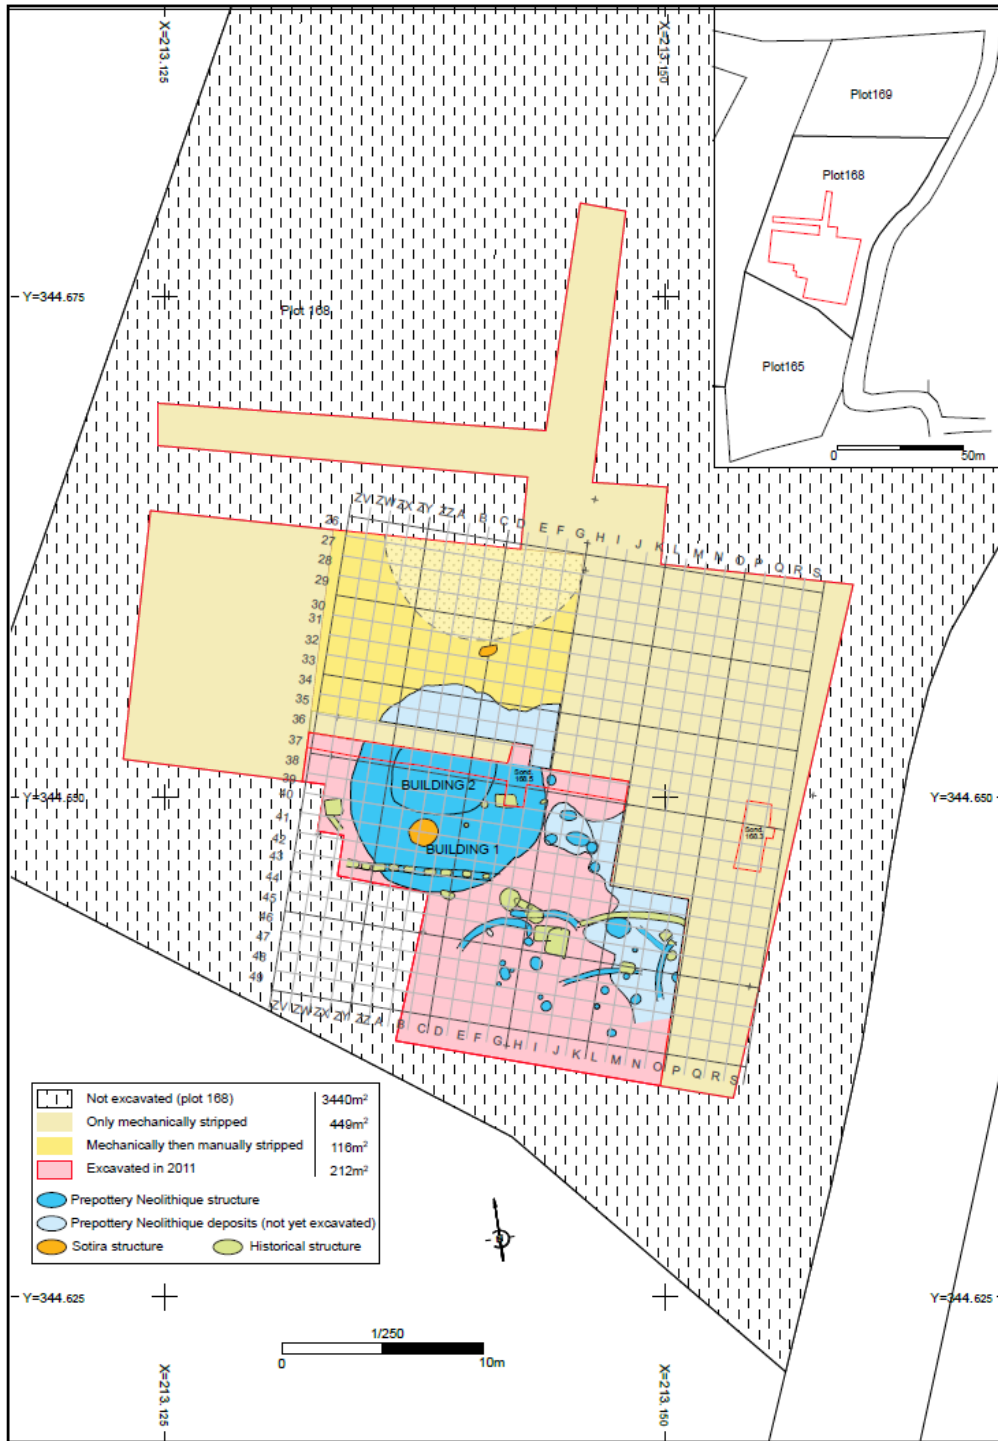 X=213.125
X=213.150
Plot169
Plot168
Plot165
0 50m
Y=344.675
Plot 168
ZV ZW ZX ZY ZZ A B C D E F G H I J K L M N O P Q R S
26
27
28
29
30
31
32
33
34
35
36
37
38
39
40
41
42
43
44
45
46
47
48
49
BUILDING 2
Sond. 168.5
BUILDING 1
Sond. 168.3
Y=344.650
Y=344.650
ZV ZW ZX ZY ZZ A B C D E F G H I J K L M N O P Q R S
Not excavated (plot 168) 3440m²
Only mechanically stripped 449m²
Mechanically then manually stripped 116m²
Excavated in 2011 212m²
Prepottery Neolithique structure
Prepottery Neolithique deposits (not yet excavated)
Sotira structure Historical structure
Y=344.625
Y=344.625
1/250
0 10m
X=213.125
X=213.150